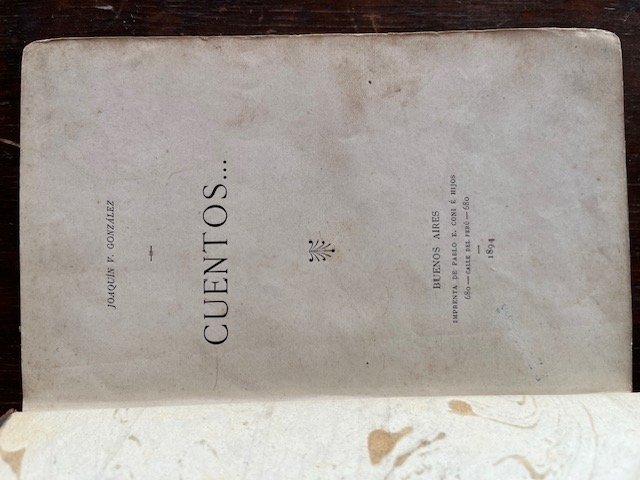 JOAQUÍN V. GONZÁLEZ
CUENTOS...
BUENOS AIRES
IMPRENTA DE PABLO E. CONI É HIJOS
680 — CALLE DEL PERÚ — 680
1894